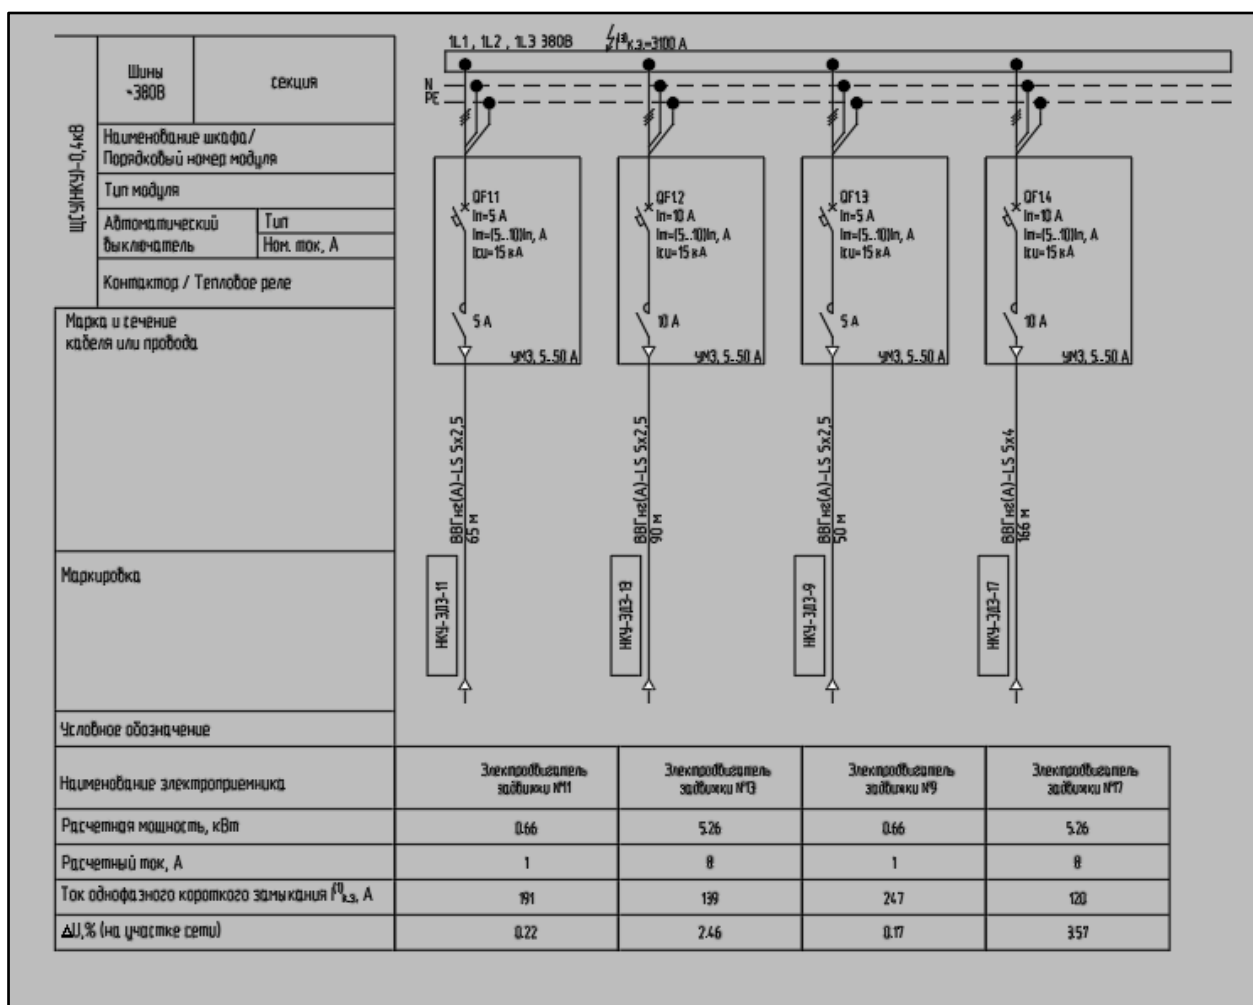 1L1 , 1L2 , 1L3 380В
I⁽³⁾к.з.=3100 А
N
PE
ЩСУ(НКУ)-0,4кВ
Шины
~380В
секция
Наименование шкафа/
Порядковый номер модуля
Тип модуля
Автоматический
выключатель
Тип
Ном. ток, А
Контактор / Тепловое реле
QF1.1
In=5 А
Im=(5...10)In, А
Icu=15 кА
5 А
УМЗ, 5...50 А
QF1.2
In=10 А
Im=(5...10)In, А
Icu=15 кА
10 А
УМЗ, 5...50 А
QF1.3
In=5 А
Im=(5...10)In, А
Icu=15 кА
5 А
УМЗ, 5...50 А
QF1.4
In=10 А
Im=(5...10)In, А
Icu=15 кА
10 А
УМЗ, 5...50 А
Марка и сечение
кабеля или провода
ВВГнг(А)-LS 5х2,5
65 м
ВВГнг(А)-LS 5х2,5
90 м
ВВГнг(А)-LS 5х2,5
50 м
ВВГнг(А)-LS 5х4
166 м
Маркировка
НКУ-ЭДЗ-11
НКУ-ЭДЗ-13
НКУ-ЭДЗ-9
НКУ-ЭДЗ-17
Условное обозначение
Наименование электроприемника
Электродвигатель
задвижки №11
Электродвигатель
задвижки №13
Электродвигатель
задвижки №9
Электродвигатель
задвижки №17
Расчетная мощность, кВт 0.66 5.26 0.66 5.26
Расчетный ток, А 1 8 1 8
Ток однофазного короткого замыкания I⁽¹⁾к.з, А 191 139 247 120
ΔU,% (на участке сети) 0.22 2.46 0.17 3.57